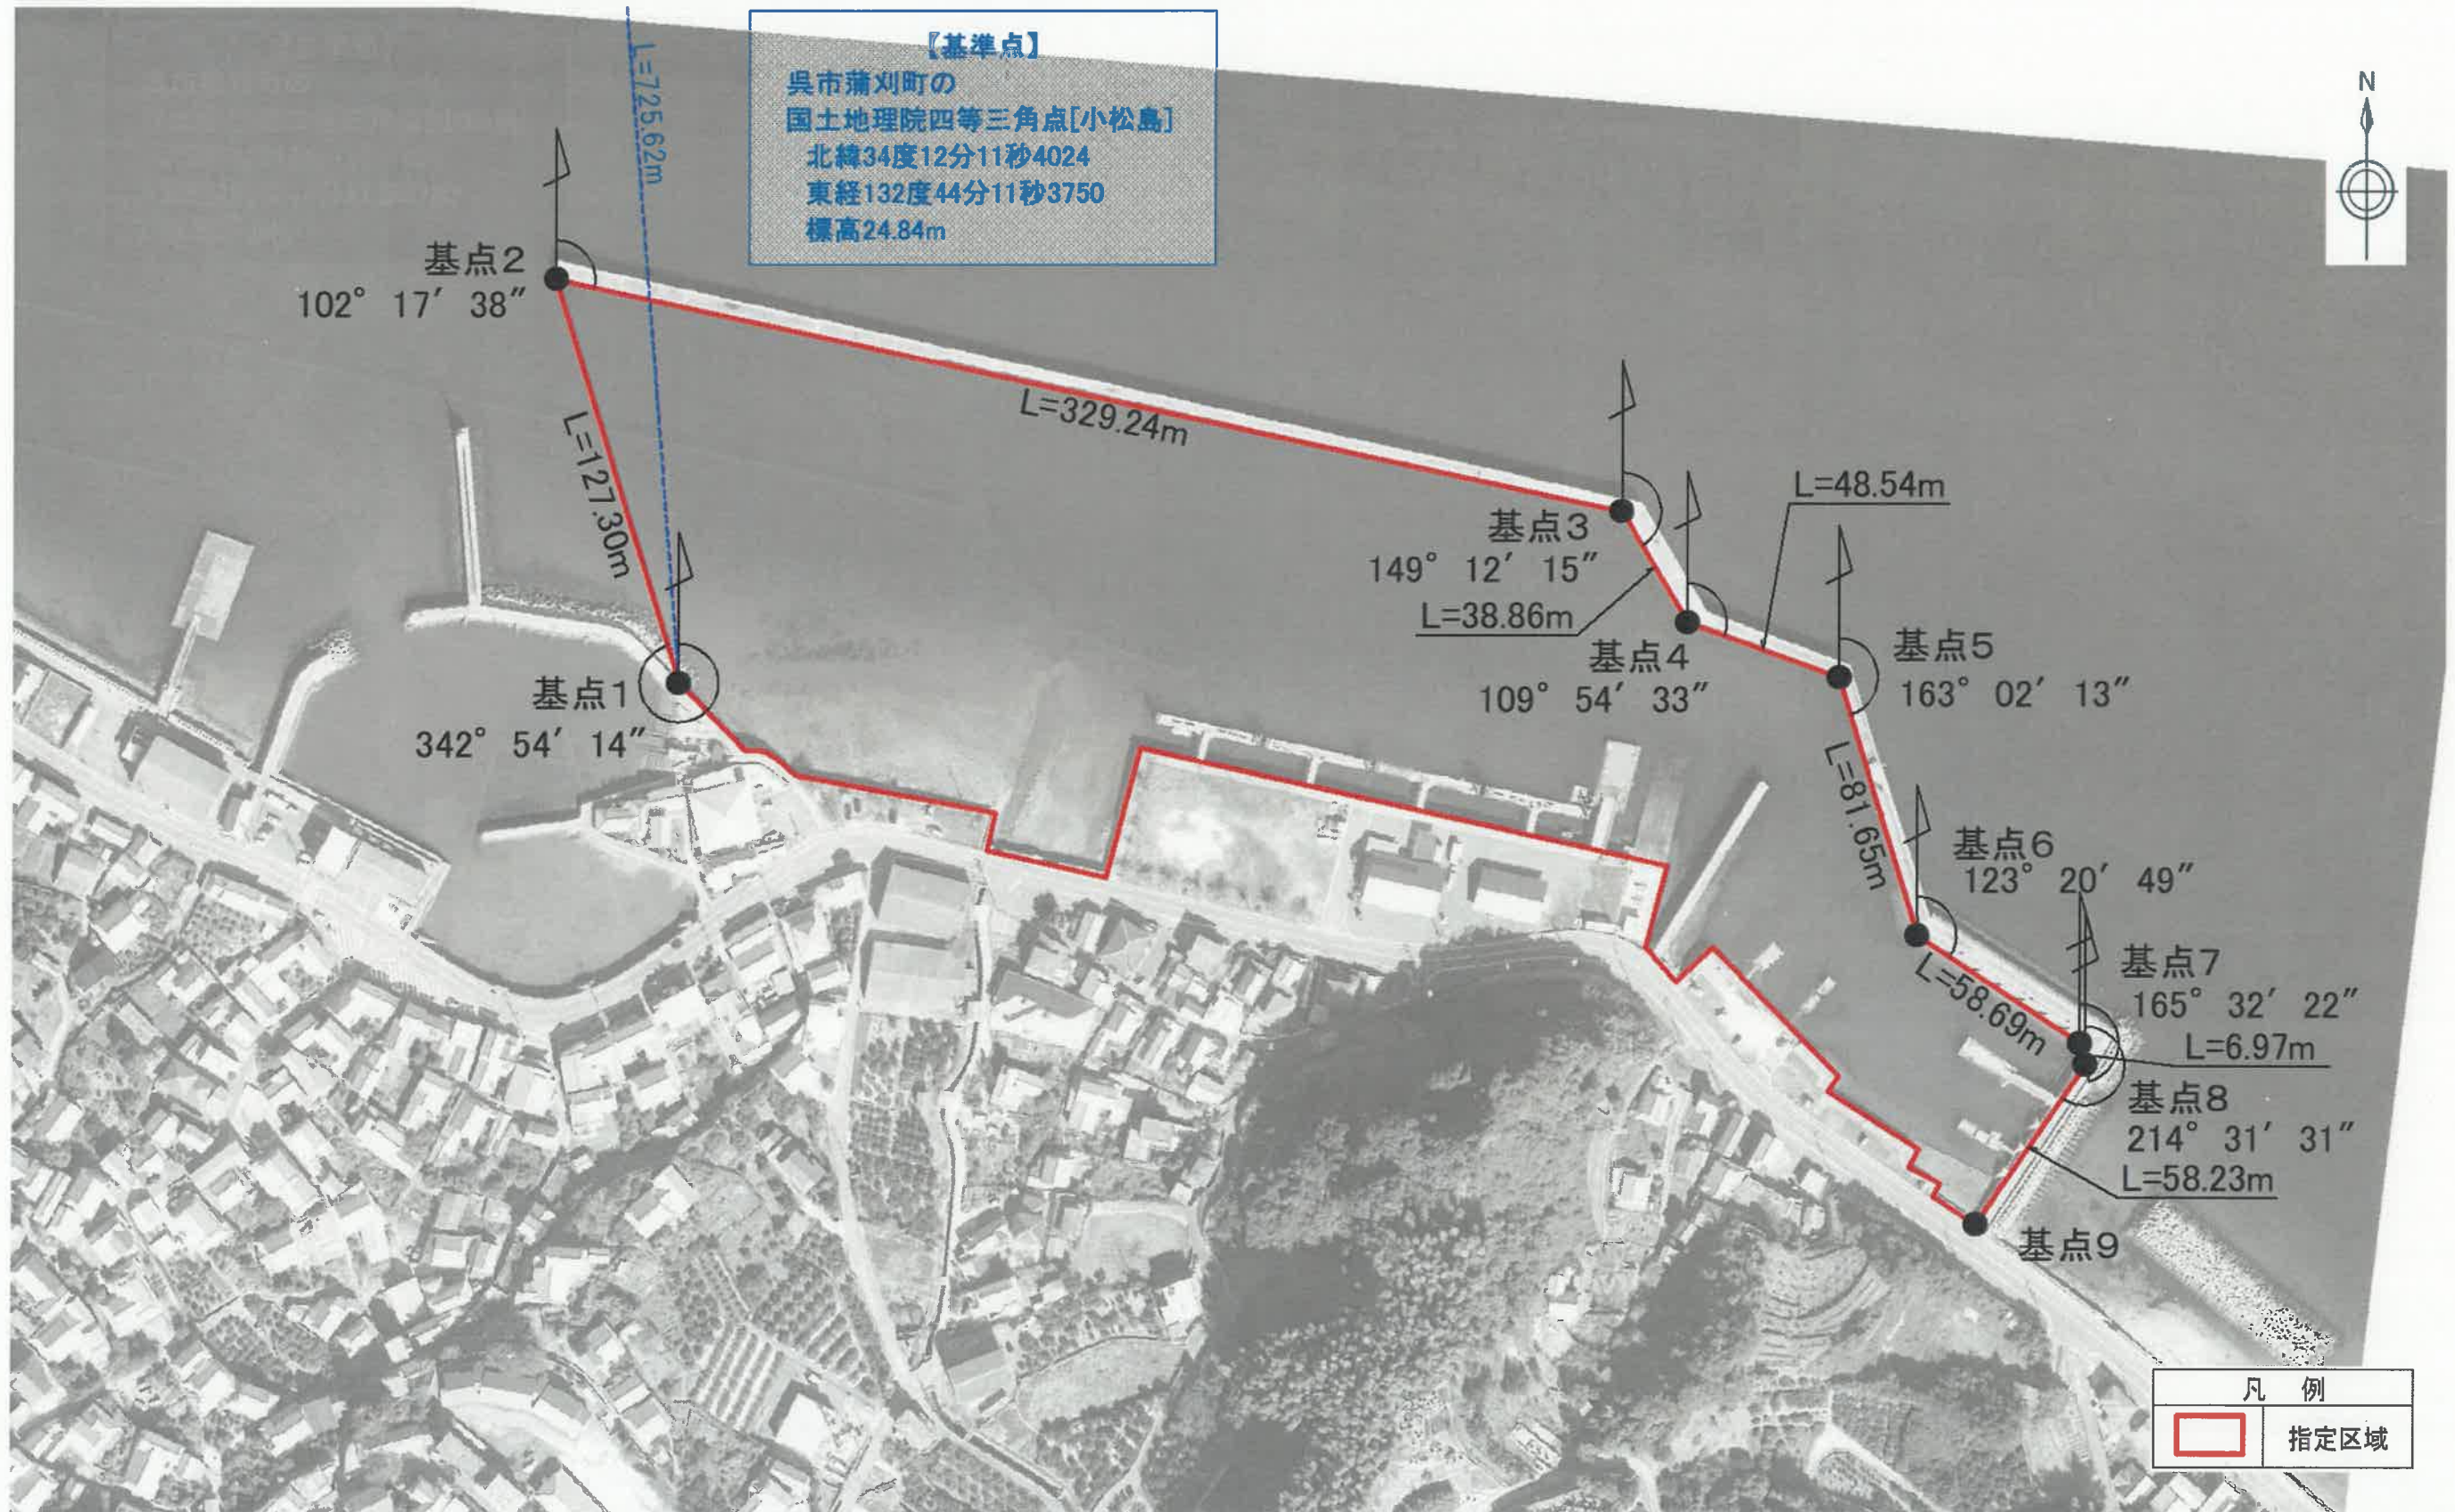 【基準点】
呉市蒲刈町の
国土地理院四等三角点[小松島]
北緯34度12分11秒4024
東経132度44分11秒3750
標高24.84m
L=725.62m
N
基点2
102° 17′ 38″
L=329.24m
L=127.30m
基点1
342° 54′ 14″
基点3
149° 12′ 15″
L=38.86m
L=48.54m
基点4
109° 54′ 33″
基点5
163° 02′ 13″
L=81.65m
基点6
123° 20′ 49″
L=58.69m
基点7
165° 32′ 22″
L=6.97m
基点8
214° 31′ 31″
L=58.23m
基点9
凡 例
指定区域